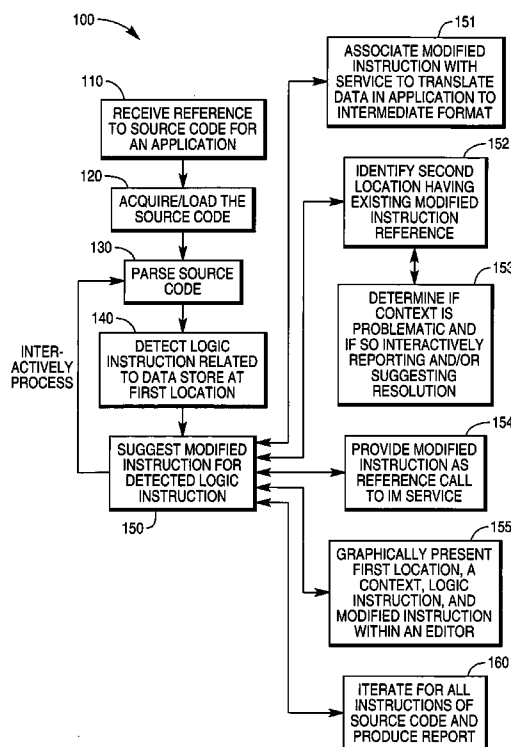 100
110
RECEIVE REFERENCE
TO SOURCE CODE FOR
AN APPLICATION
120
ACQUIRE/LOAD THE
SOURCE CODE
130
PARSE SOURCE
CODE
INTER-
ACTIVELY
PROCESS
140
DETECT LOGIC
INSTRUCTION RELATED
TO DATA STORE AT
FIRST LOCATION
SUGGEST MODIFIED
INSTRUCTION FOR
DETECTED LOGIC
INSTRUCTION
150
151
ASSOCIATE MODIFIED
INSTRUCTION WITH
SERVICE TO TRANSLATE
DATA IN APPLICATION TO
INTERMEDIATE FORMAT
152
IDENTIFY SECOND
LOCATION HAVING
EXISTING MODIFIED
INSTRUCTION
REFERENCE
153
DETERMINE IF
CONTEXT IS
PROBLEMATIC AND
IF SO INTERACTIVELY
REPORTING AND/OR
SUGGESTING
RESOLUTION
154
PROVIDE MODIFIED
INSTRUCTION AS
REFERENCE CALL
TO IM SERVICE
155
GRAPHICALLY PRESENT
FIRST LOCATION, A
CONTEXT, LOGIC
INSTRUCTION, AND
MODIFIED INSTRUCTION
WITHIN AN EDITOR
160
ITERATE FOR ALL
INSTRUCTIONS OF
SOURCE CODE AND
PRODUCE REPORT